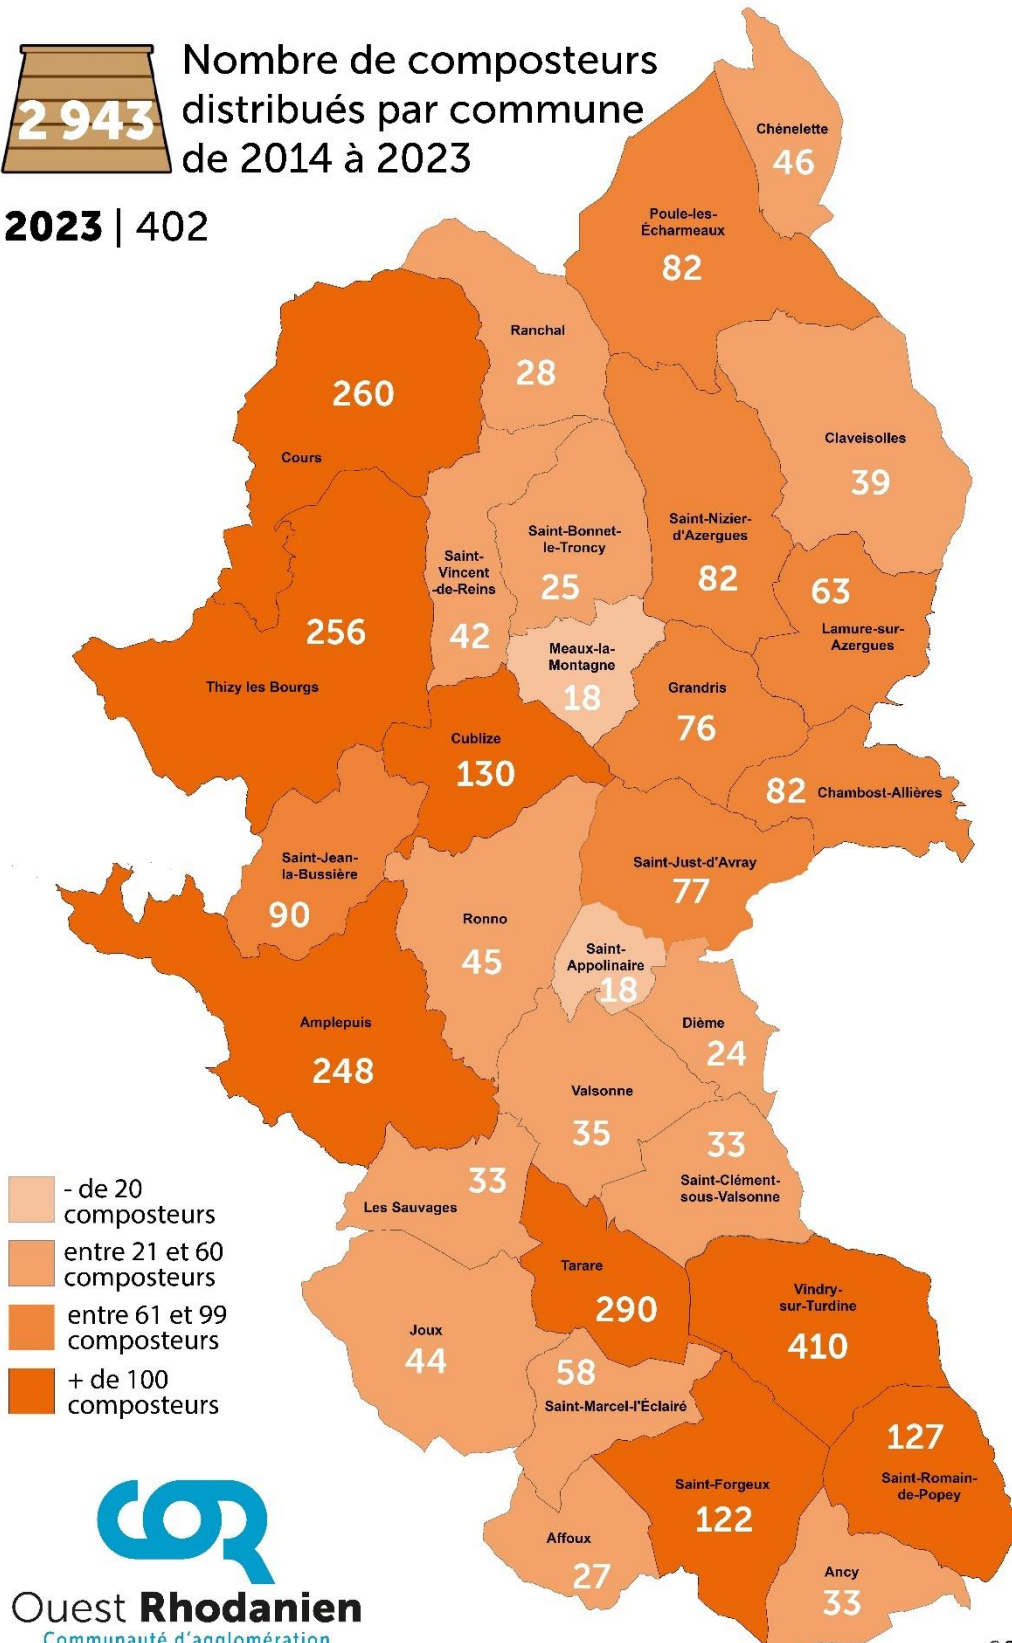 Nombre de composteurs
distribués par commune
de 2014 à 2023
2 943
2023 | 402
Chénelette
46
Poule-les-
Écharmeaux
82
Ranchal
28
260
Cours
Claveisolles
39
Saint-Nizier-
d'Azergues
82
Saint-Bonnet-
le-Troncy
25
Saint-
Vincent
-de-Reins
42
63
Lamure-sur-
Azergues
256
Thizy les Bourgs
Meaux-la-
Montagne
18
Grandris
76
Cublize
130
82 Chambost-Allières
Saint-Jean-
la-Bussière
90
Saint-Just-d'Avray
77
Ronno
45
Saint-
Appolinaire
18
Amplepuis
248
Dième
24
Valsonne
35
33
Saint-Clément-
sous-Valsonne
33
Les Sauvages
Tarare
290
Vindry-
sur-Turdine
410
Joux
44
58
Saint-Marcel-l'Éclairé
127
Saint-Romain-
de-Popey
Saint-Forgeux
122
Affoux
27
Ancy
33
- de 20
composteurs
entre 21 et 60
composteurs
entre 61 et 99
composteurs
+ de 100
composteurs
COR
Ouest Rhodanien
Communauté d'agglomération